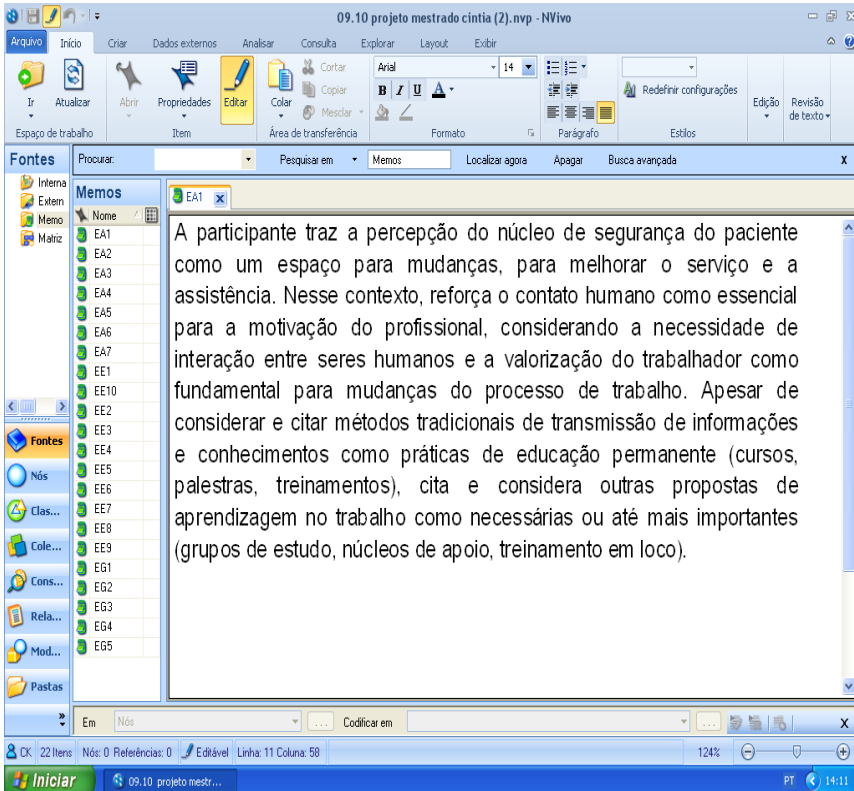 09.10 projeto mestrado cintia (2).nvp - NVivo
Arquivo Início Criar Dados externos Analisar Consulta Explorar Layout Exibir
Ir Atualizar Abrir Propriedades Editar Colar Cortar Copiar Mesclar
Arial 14
B I U A
Redefinir configurações
Edição Revisão de texto
Espaço de trabalho Item Área de transferência Formato Parágrafo Estilos
Fontes
Procurar: Pesquisar em Memos Localizar agora Apagar Busca avançada X
Interna
Extern
Memo
Matriz
Memos
Nome
EA1
EA2
EA3
EA4
EA5
EA6
EA7
EE1
EE10
EE2
EE3
EE4
EE5
EE6
EE7
EE8
EE9
EG1
EG2
EG3
EG4
EG5
EA1 x
A participante traz a percepção do núcleo de segurança do paciente
como um espaço para mudanças, para melhorar o serviço e a
assistência. Nesse contexto, reforça o contato humano como essencial
para a motivação do profissional, considerando a necessidade de
interação entre seres humanos e a valorização do trabalhador como
fundamental para mudanças do processo de trabalho. Apesar de
considerar e citar métodos tradicionais de transmissão de informações
e conhecimentos como práticas de educação permanente (cursos,
palestras, treinamentos), cita e considera outras propostas de
aprendizagem no trabalho como necessárias ou até mais importantes
(grupos de estudo, núcleos de apoio, treinamento em loco).
Fontes
Nós
Clas...
Cole...
Cons...
Rela...
Mod...
Pastas
Em Nós ... Codificar em ... X
CK 22 Itens Nós: 0 Referências: 0 Editável Linha: 11 Coluna: 58 124%
Iniciar 09.10 projeto mestr... PT 14:11